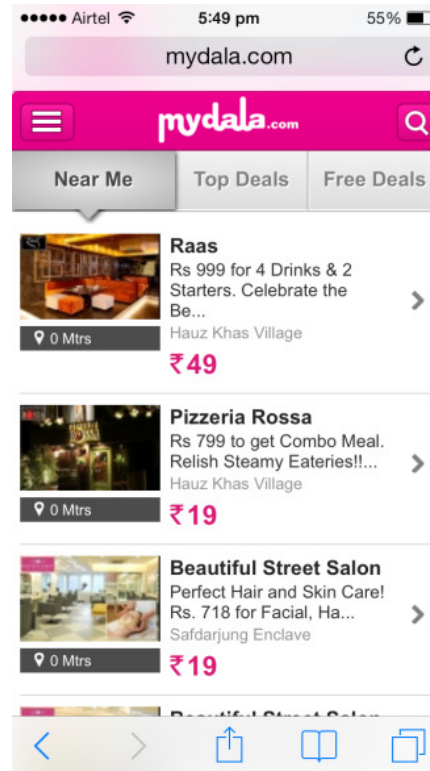 ●●●●● Airtel 5:49 pm 55%
mydala.com
mydala.com
Near Me Top Deals Free Deals
Raas
Rs 999 for 4 Drinks & 2
Starters. Celebrate the
Be...
Hauz Khas Village
0 Mtrs
₹49
Pizzeria Rossa
Rs 799 to get Combo Meal.
Relish Steamy Eateries!!...
Hauz Khas Village
0 Mtrs
₹19
Beautiful Street Salon
Perfect Hair and Skin Care!
Rs. 718 for Facial, Ha...
Safdarjung Enclave
0 Mtrs
₹19
Beautiful Street Salon